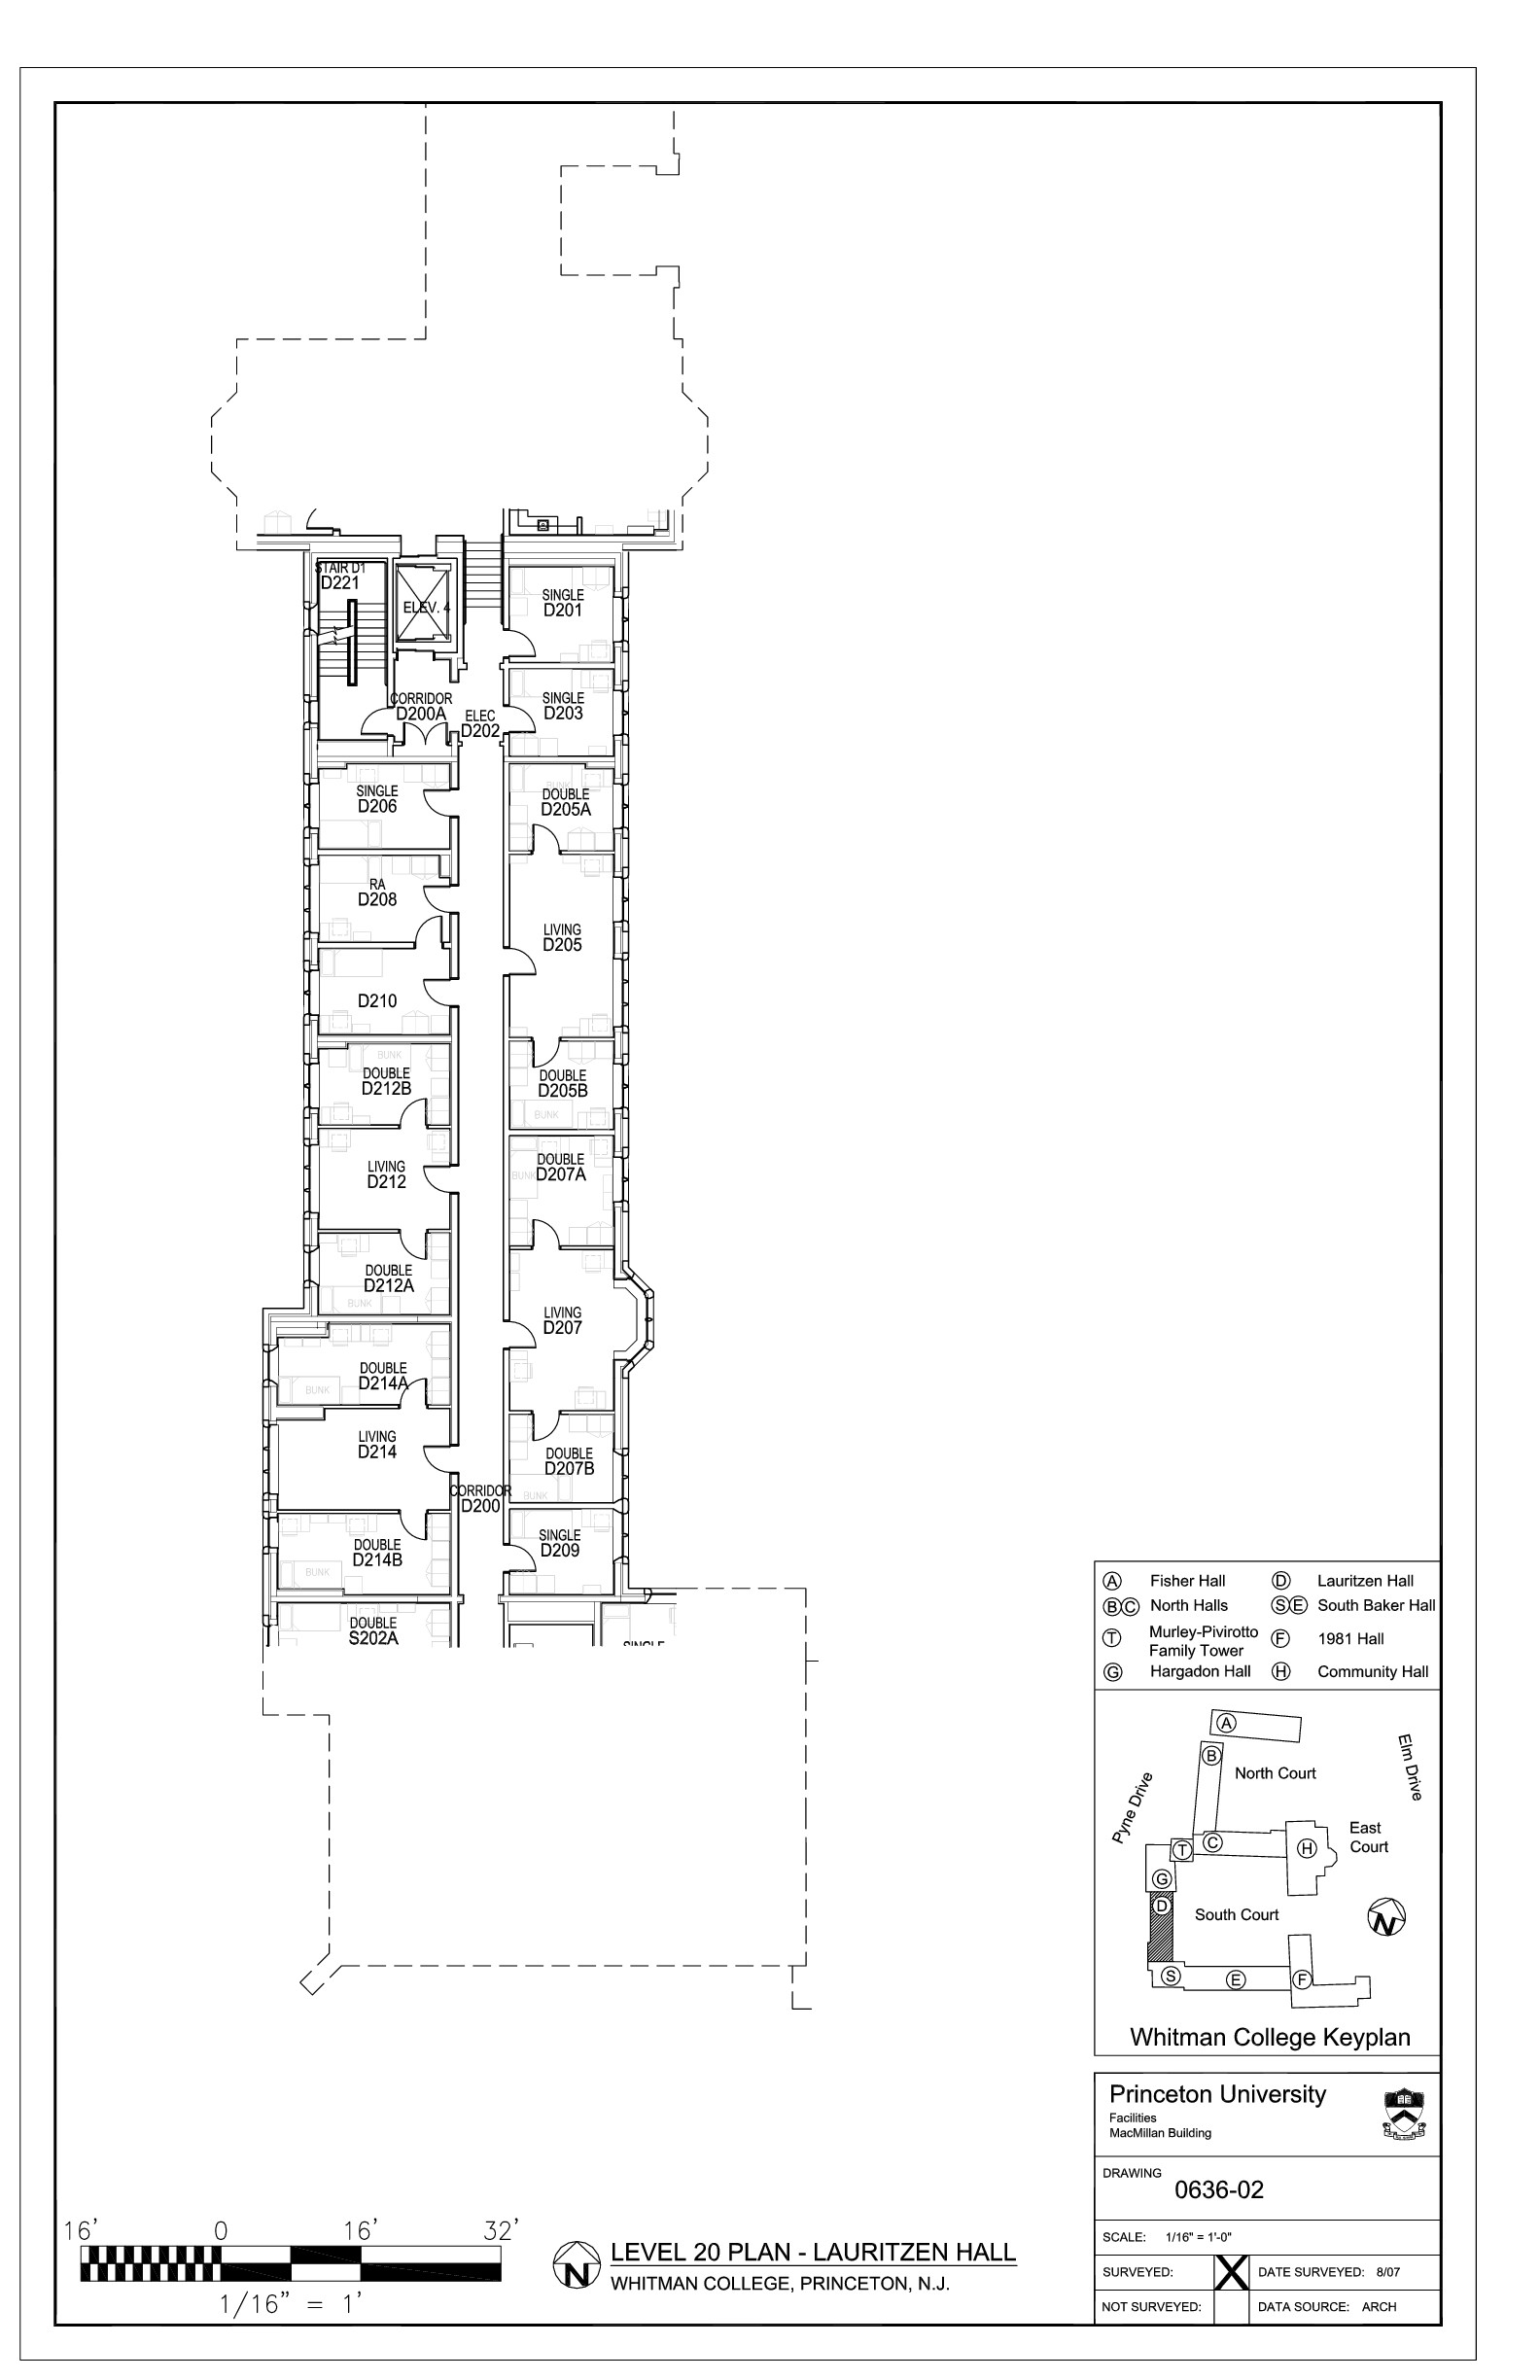 STAIR D1
D221
ELEV. 4
SINGLE
D201
CORRIDOR
D200A
ELEC
D202
SINGLE
D203
SINGLE
D206
BUNK
DOUBLE
D205A
RA
D208
LIVING
D205
D210
BUNK
DOUBLE
D212B
DOUBLE
D205B
BUNK
LIVING
D212
DOUBLE
BUNK
D207A
DOUBLE
D212A
BUNK
LIVING
D207
DOUBLE
D214A
BUNK
LIVING
D214
DOUBLE
D207B
BUNK
CORRIDOR
D200
DOUBLE
D214B
BUNK
SINGLE
D209
DOUBLE
S202A
SINGLE
A Fisher Hall
D Lauritzen Hall
B C North Halls
S E South Baker Hall
T Murley-Pivirotto
Family Tower
F 1981 Hall
G Hargadon Hall
H Community Hall
A
B
North Court
Elm Drive
Pyne Drive
T
C
H
East
Court
G
D
South Court
N
S
E
F
Whitman College Keyplan
Princeton University
Facilities
MacMillan Building
DRAWING
0636-02
SCALE: 1/16" = 1'-0"
SURVEYED: X DATE SURVEYED: 8/07
NOT SURVEYED: DATA SOURCE: ARCH
16' 0 16' 32'
1/16" = 1'
N
LEVEL 20 PLAN - LAURITZEN HALL
WHITMAN COLLEGE, PRINCETON, N.J.